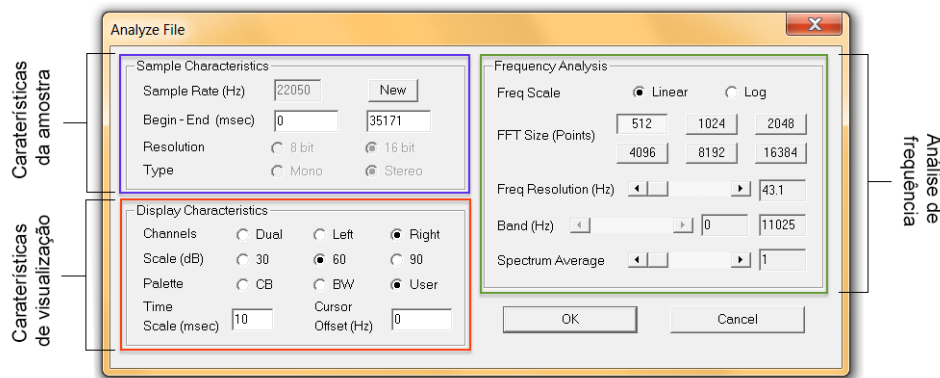 Analyze File
X
Caraterísticas
da amostra
Sample Characteristics
Sample Rate (Hz) 22050 New
Begin - End (msec) 0 35171
Resolution 8 bit 16 bit
Type Mono Stereo
Caraterísticas
de visualização
Display Characteristics
Channels Dual Left Right
Scale (dB) 30 60 90
Palette CB BW User
Time
Scale (msec) 10
Cursor
Offset (Hz) 0
Frequency Analysis
Freq Scale Linear Log
FFT Size (Points) 512 1024 2048
4096 8192 16384
Freq Resolution (Hz) 43.1
Band (Hz) 0 11025
Spectrum Average 1
OK Cancel
Análise de
frequência